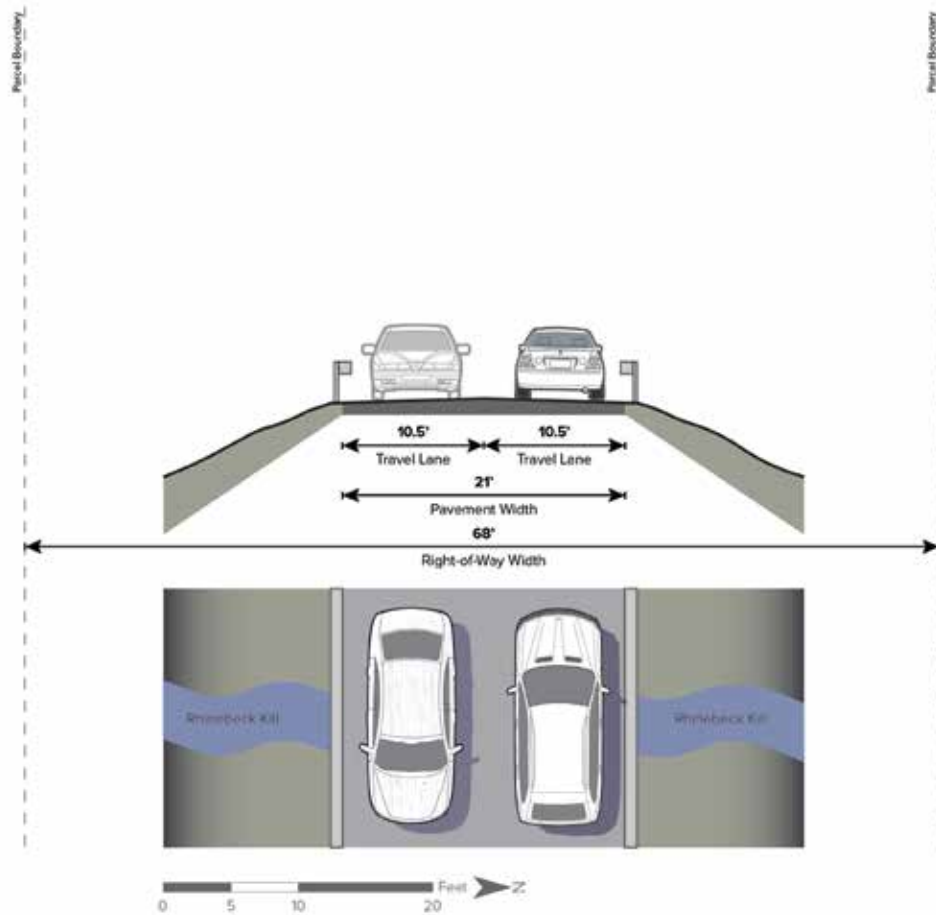 Parcel Boundary
Parcel Boundary
10.5'
10.5'
Travel Lane
Travel Lane
21'
Pavement Width
68'
Right-of-Way Width
Rhinebeck Kill
Rhinebeck Kill
Feet
N
0
5
10
20